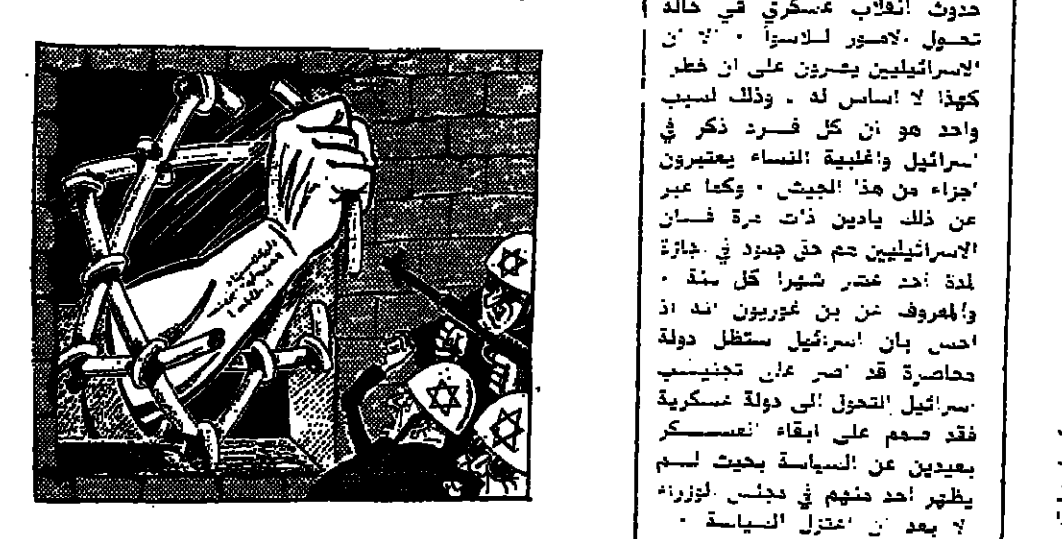 حدوث انقلاب عسكري في حالة
تحول الامور للاسوأ . الا ان
الاسرائيليين يصرون على ان خطر
كهذا لا اساس له . وذلك لسبب
واحد هو ان كل فرد ذكر في
اسرائيل واغلبية النساء يعتبرون
اجزاء من هذا الجيش . وكما عبر
عن ذلك يادين ذات مرة فان
الاسرائيليين هم حق جنود في اجازة
لمدة احد عشر شهرا كل سنة .
والمعروف عن بن غوريون انه اذ
احس بان اسرائيل ستظل دولة
محاصرة قد اصر على تجنيب
اسرائيل التحول الى دولة عسكرية
فقد صمم على ابقاء العسكر
بعيدين عن السياسة بحيث لم
يظهر احد منهم في مجلس الوزراء
الا بعد ان اعتزل السياسة .